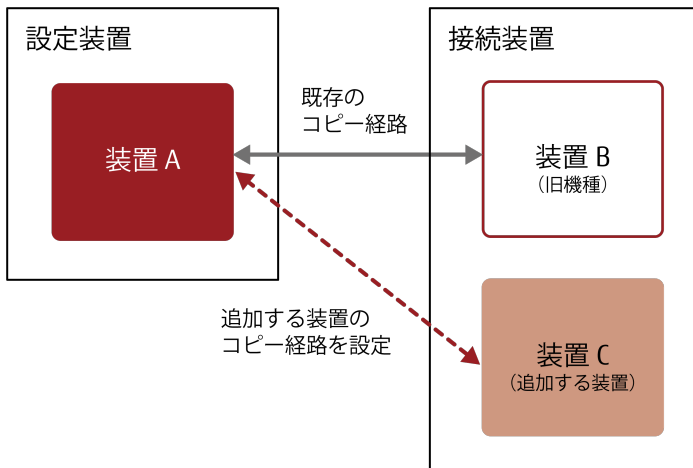 設定装置
接続装置
既存の
コピー経路
装置 A
装置 B
（旧機種）
追加する装置の
コピー経路を設定
装置 C
（追加する装置）